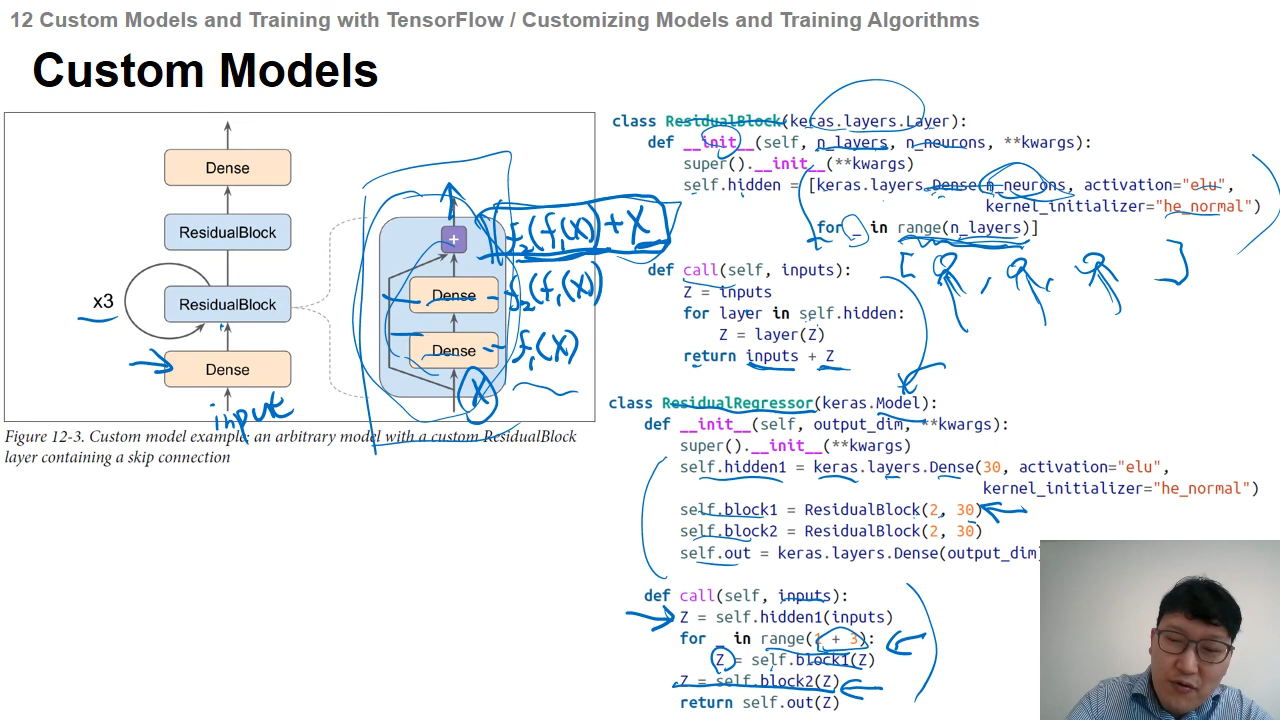 12 Custom Models and Training with TensorFlow / Customizing Models and Training Algorithms
Custom Models
Dense
ResidualBlock
x3
ResidualBlock
Dense
input
+
f₂(f₁(X)) + X
Dense
f₂(f₁(X))
Dense
f₁(X)
X
Figure 12-3. Custom model example: an arbitrary model with a custom ResidualBlock
layer containing a skip connection
class ResidualBlock(keras.layers.Layer):
def __init__(self, n_layers, n_neurons, **kwargs):
super().__init__(**kwargs)
self.hidden = [keras.layers.Dense(n_neurons, activation="elu",
kernel_initializer="he_normal")
for _ in range(n_layers)]
def call(self, inputs):
Z = inputs
for layer in self.hidden:
Z = layer(Z)
return inputs + Z
class ResidualRegressor(keras.Model):
def __init__(self, output_dim, **kwargs):
super().__init__(**kwargs)
self.hidden1 = keras.layers.Dense(30, activation="elu",
kernel_initializer="he_normal")
self.block1 = ResidualBlock(2, 30)
self.block2 = ResidualBlock(2, 30)
self.out = keras.layers.Dense(output_dim)
def call(self, inputs):
Z = self.hidden1(inputs)
for _ in range(1 + 3):
Z = self.block1(Z)
Z = self.block2(Z)
return self.out(Z)